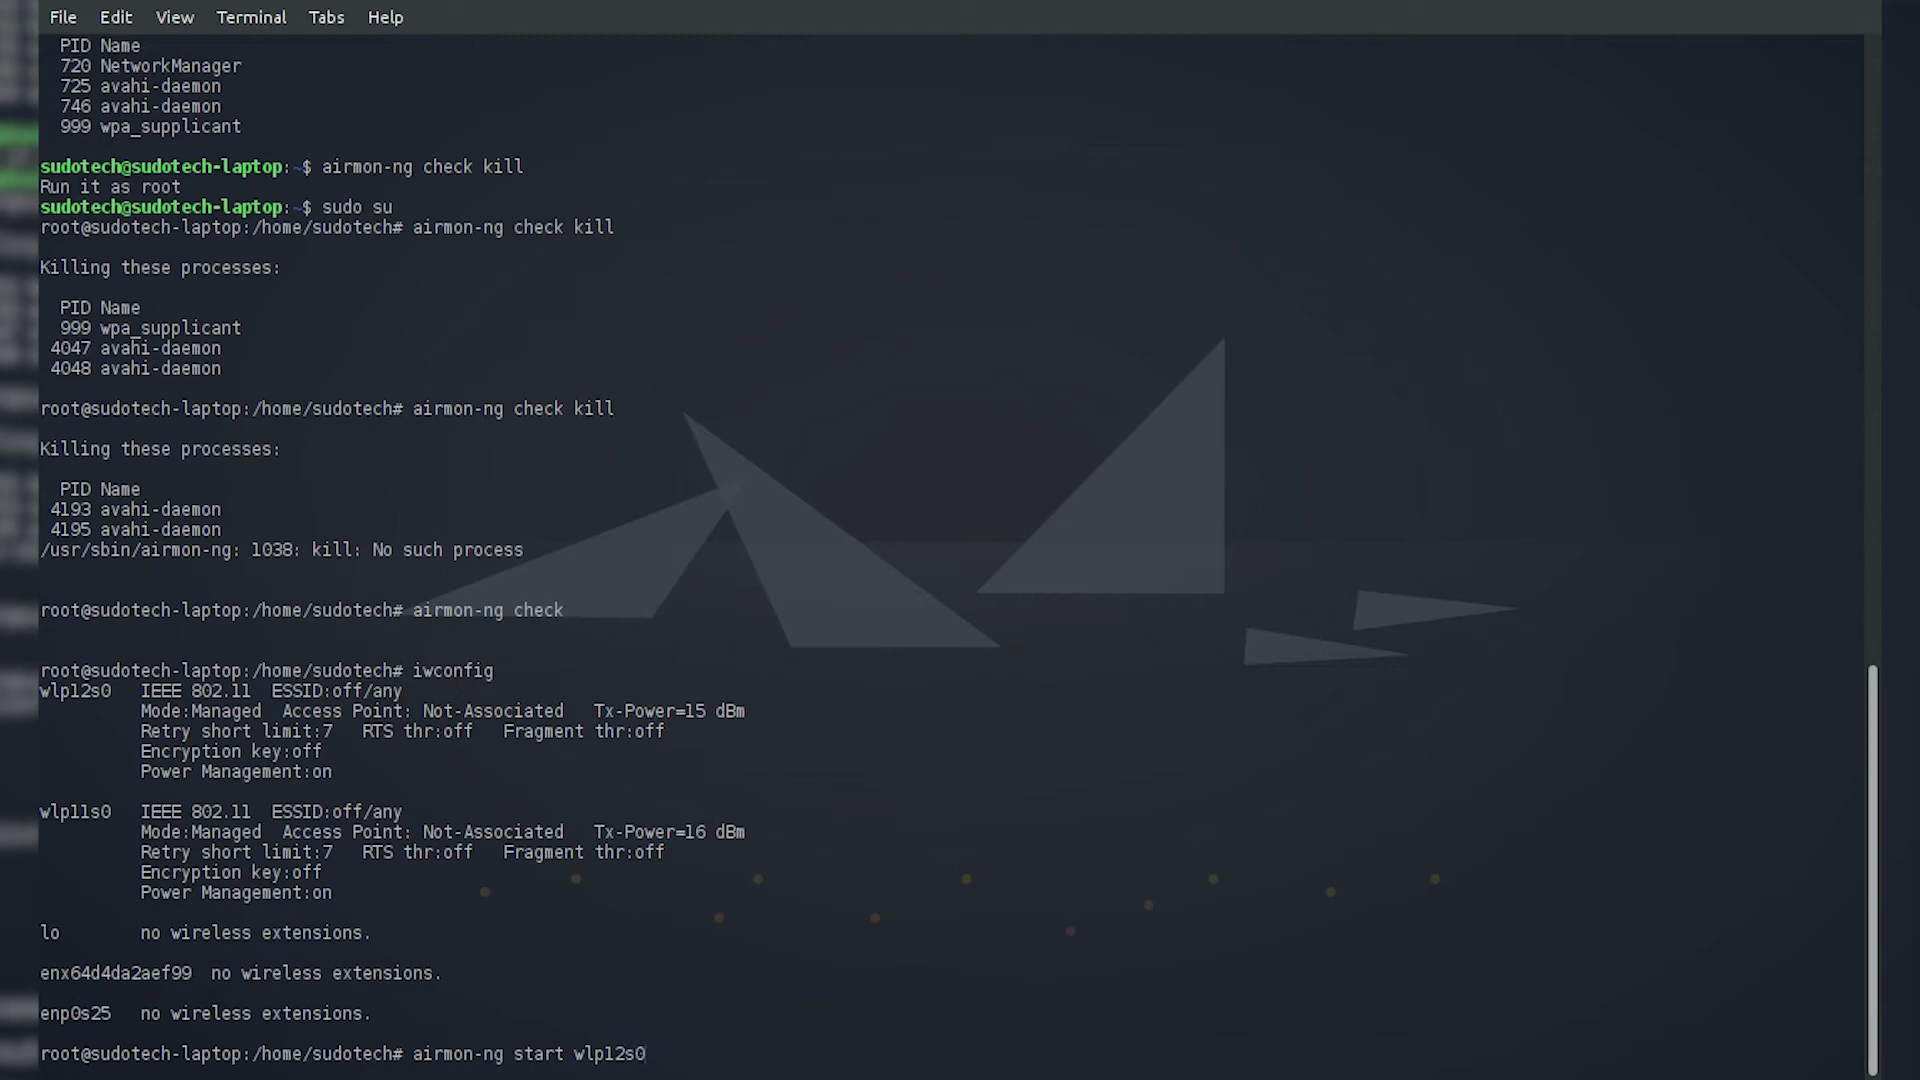 File Edit View Terminal Tabs Help
PID Name
720 NetworkManager
725 avahi-daemon
746 avahi-daemon
999 wpa_supplicant
sudotech@sudotech-laptop:~$ airmon-ng check kill
Run it as root
sudotech@sudotech-laptop:~$ sudo su
root@sudotech-laptop:/home/sudotech# airmon-ng check kill
Killing these processes:
PID Name
999 wpa_supplicant
4047 avahi-daemon
4048 avahi-daemon
root@sudotech-laptop:/home/sudotech# airmon-ng check kill
Killing these processes:
PID Name
4193 avahi-daemon
4195 avahi-daemon
/usr/sbin/airmon-ng: 1038: kill: No such process
root@sudotech-laptop:/home/sudotech# airmon-ng check
root@sudotech-laptop:/home/sudotech# iwconfig
wlp12s0 IEEE 802.11 ESSID:off/any
Mode:Managed Access Point: Not-Associated Tx-Power=15 dBm
Retry short limit:7 RTS thr:off Fragment thr:off
Encryption key:off
Power Management:on
wlp11s0 IEEE 802.11 ESSID:off/any
Mode:Managed Access Point: Not-Associated Tx-Power=16 dBm
Retry short limit:7 RTS thr:off Fragment thr:off
Encryption key:off
Power Management:on
lo no wireless extensions.
enx64d4da2aef99 no wireless extensions.
enp0s25 no wireless extensions.
root@sudotech-laptop:/home/sudotech# airmon-ng start wlp12s0